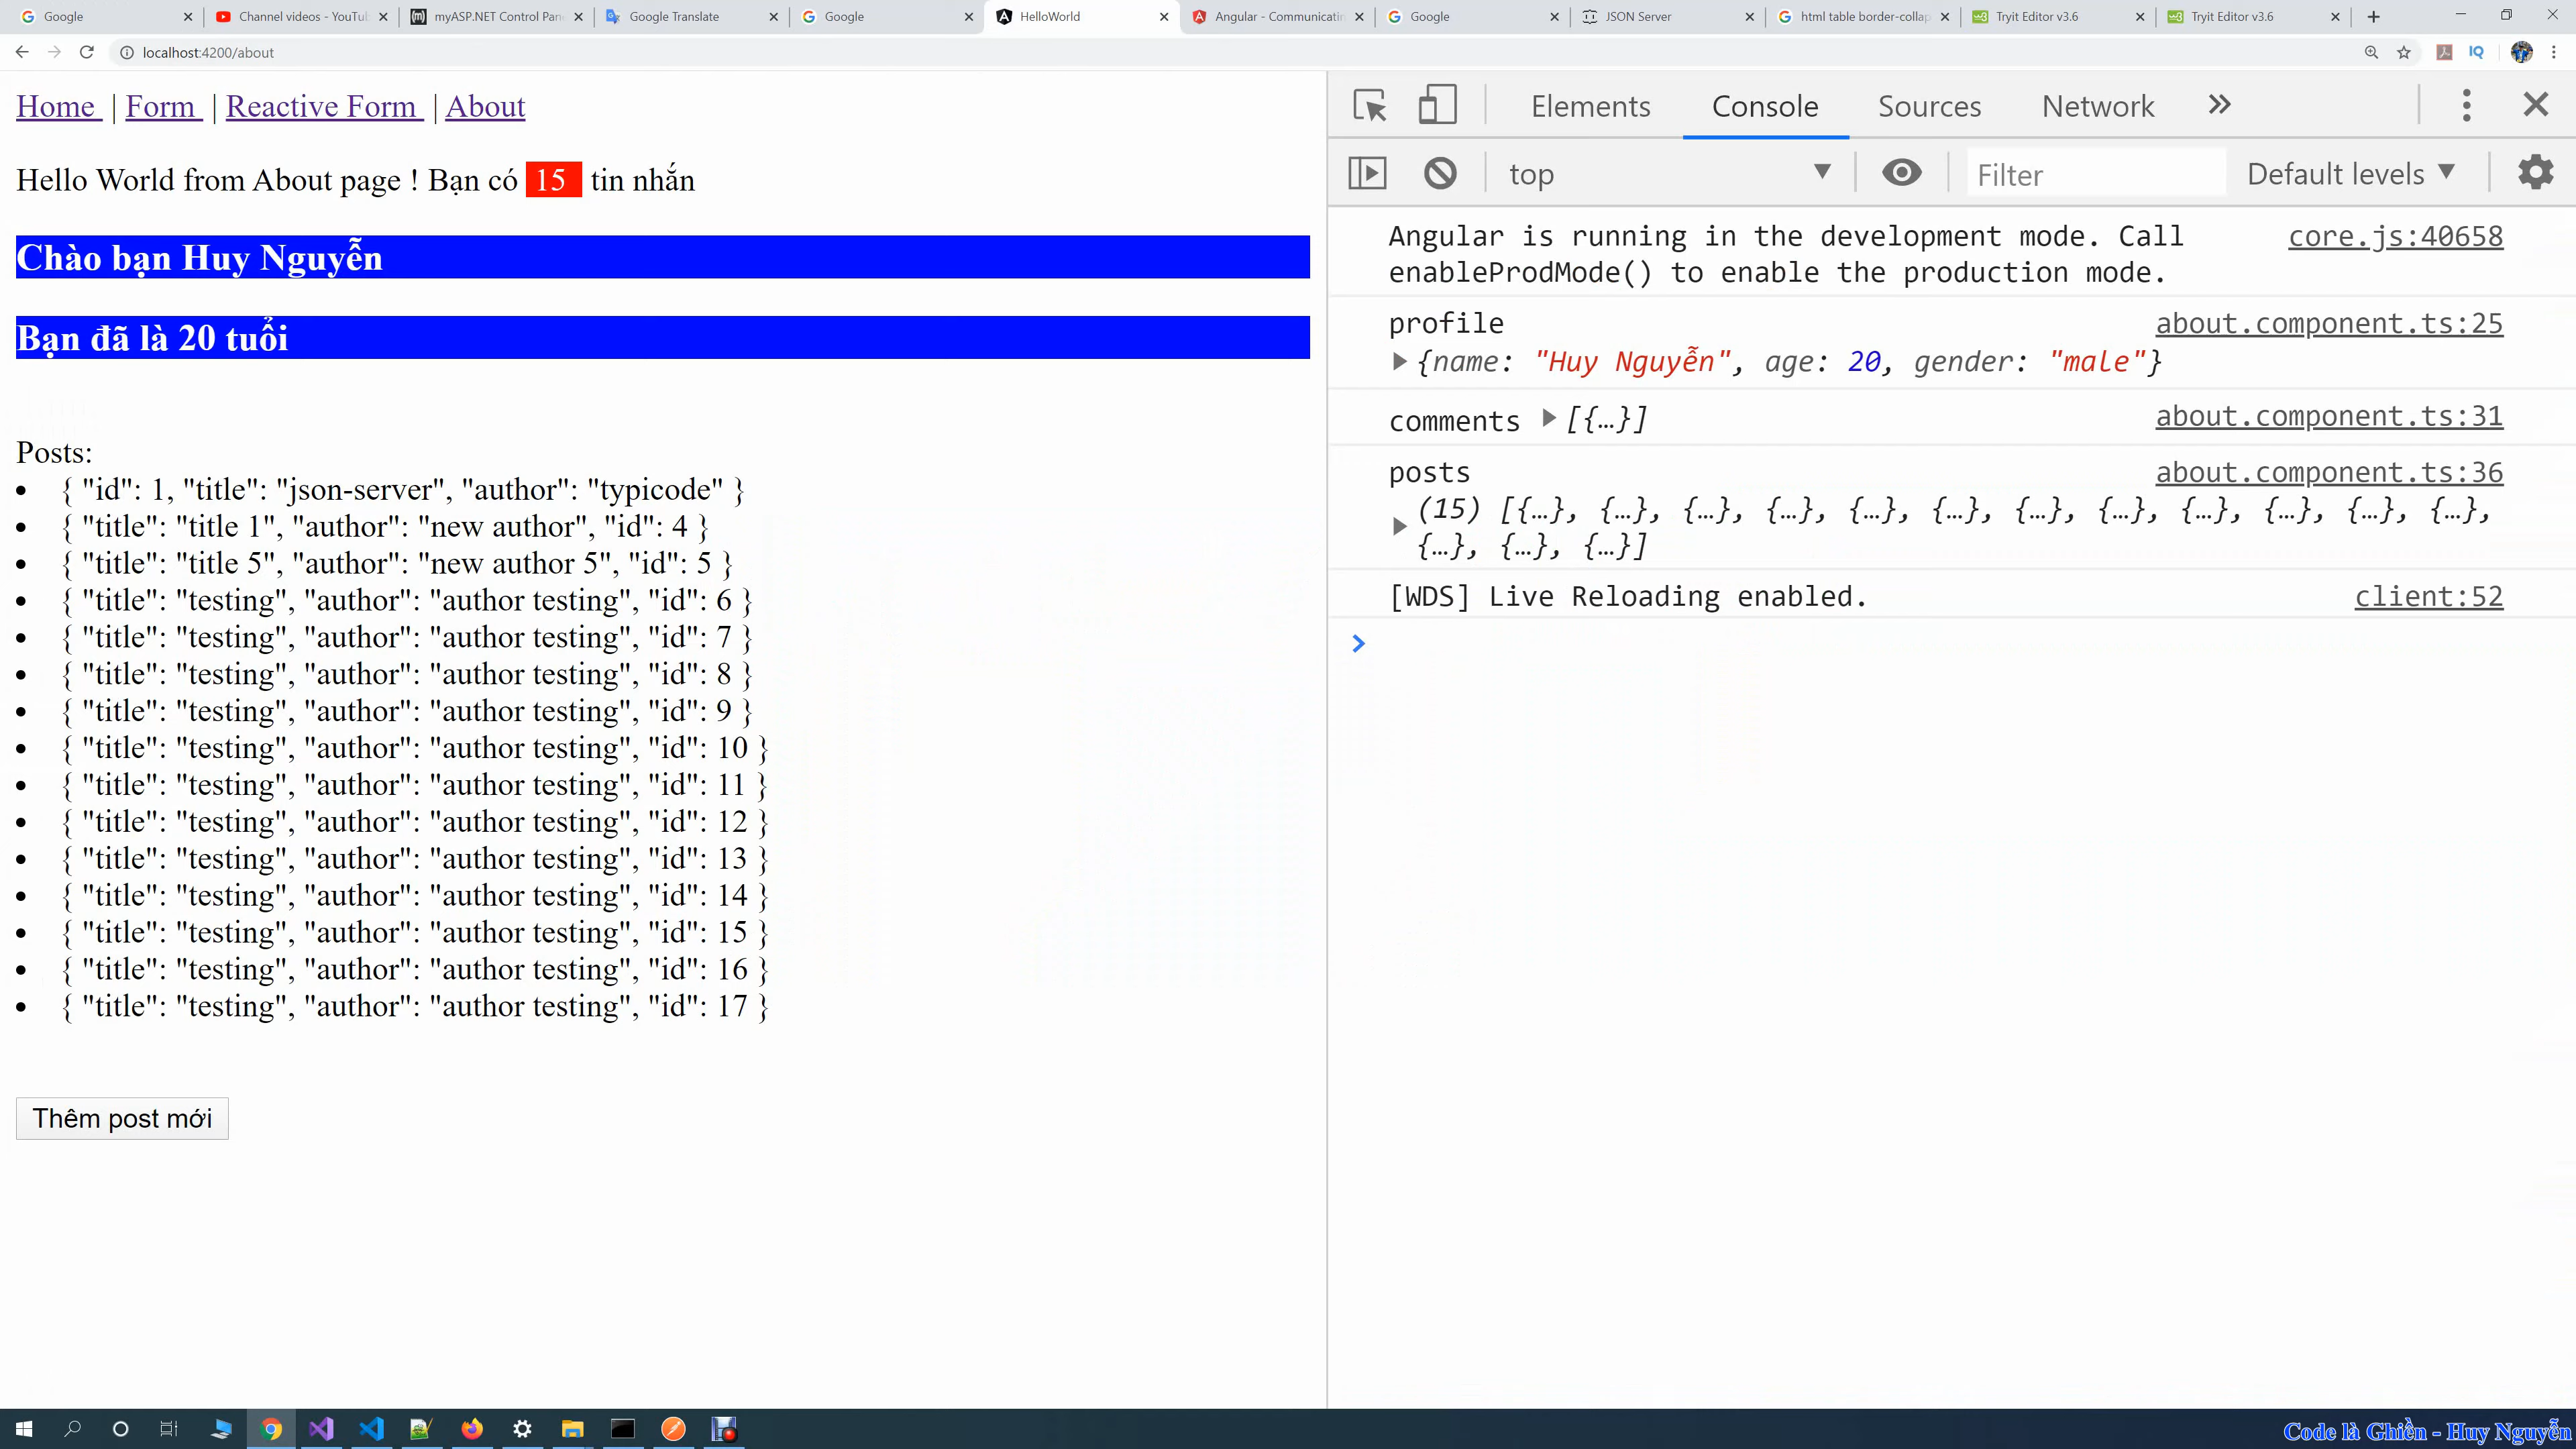 Google
Channel videos - YouTub
myASP.NET Control Pan
Google Translate
Google
HelloWorld
Angular - Communicatin
Google
JSON Server
html table border-collap
Tryit Editor v3.6
Tryit Editor v3.6
localhost:4200/about
IQ
Home | Form | Reactive Form | About
Hello World from About page ! Bạn có 15 tin nhắn
Chào bạn Huy Nguyễn
Bạn đã là 20 tuổi
Posts:
{ "id": 1, "title": "json-server", "author": "typicode" }
{ "title": "title 1", "author": "new author", "id": 4 }
{ "title": "title 5", "author": "new author 5", "id": 5 }
{ "title": "testing", "author": "author testing", "id": 6 }
{ "title": "testing", "author": "author testing", "id": 7 }
{ "title": "testing", "author": "author testing", "id": 8 }
{ "title": "testing", "author": "author testing", "id": 9 }
{ "title": "testing", "author": "author testing", "id": 10 }
{ "title": "testing", "author": "author testing", "id": 11 }
{ "title": "testing", "author": "author testing", "id": 12 }
{ "title": "testing", "author": "author testing", "id": 13 }
{ "title": "testing", "author": "author testing", "id": 14 }
{ "title": "testing", "author": "author testing", "id": 15 }
{ "title": "testing", "author": "author testing", "id": 16 }
{ "title": "testing", "author": "author testing", "id": 17 }
Thêm post mới
Elements Console Sources Network
top Filter Default levels
Angular is running in the development mode. Call core.js:40658
enableProdMode() to enable the production mode.
profile about.component.ts:25
{name: "Huy Nguyễn", age: 20, gender: "male"}
comments [{…}] about.component.ts:31
posts about.component.ts:36
(15) [{…}, {…}, {…}, {…}, {…}, {…}, {…}, {…}, {…}, {…}, {…}, {…},
{…}, {…}, {…}]
[WDS] Live Reloading enabled. client:52
Code là Ghiền - Huy Nguyễn